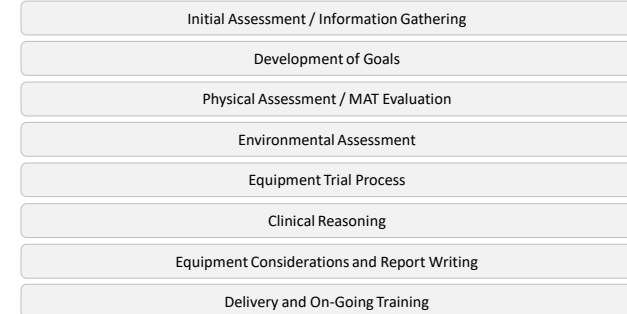 Initial Assessment / Information Gathering
Development of Goals
Physical Assessment / MAT Evaluation
Environmental Assessment
Equipment Trial Process
Clinical Reasoning
Equipment Considerations and Report Writing
Delivery and On-Going Training